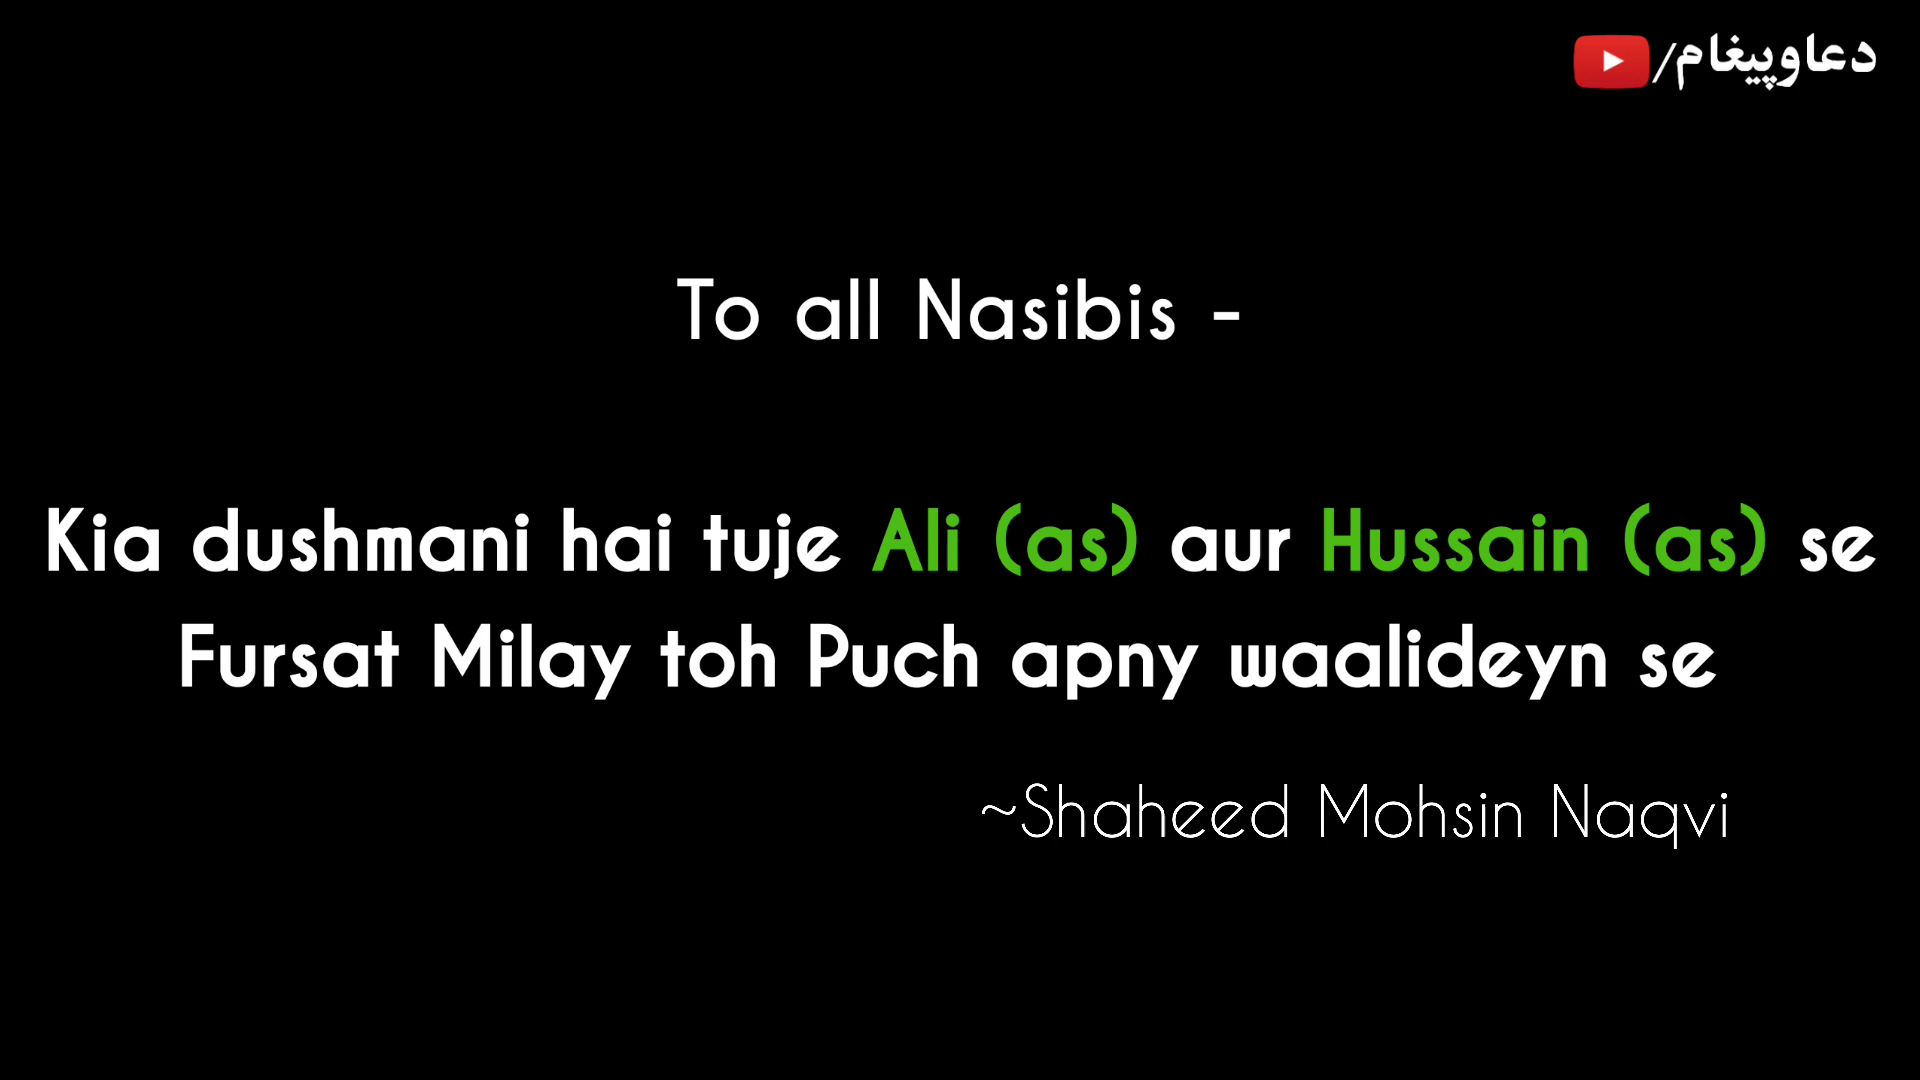 /دعاوپیغام
To all Nasibis -
Kia dushmani hai tuje Ali (as) aur Hussain (as) se
Fursat Milay toh Puch apny waalideyn se
~Shaheed Mohsin Naqvi